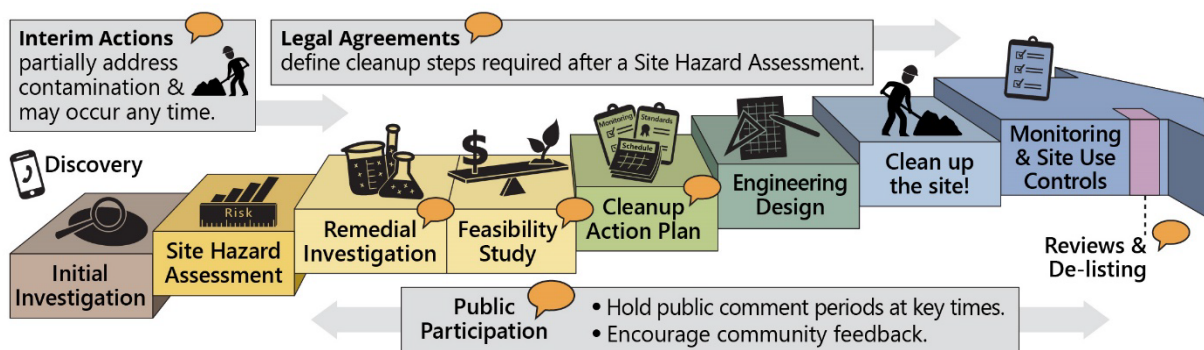 Interim Actions
partially address
contamination &
may occur any time.
Legal Agreements
define cleanup steps required after a Site Hazard Assessment.
Discovery
Initial
Investigation
Risk
Site Hazard
Assessment
Remedial
Investigation
$
Feasibility
Study
Monitoring
Standards
Schedule
Cleanup
Action Plan
Engineering
Design
Clean up
the site!
Monitoring
& Site Use
Controls
Reviews &
De-listing
Public
Participation
• Hold public comment periods at key times.
• Encourage community feedback.